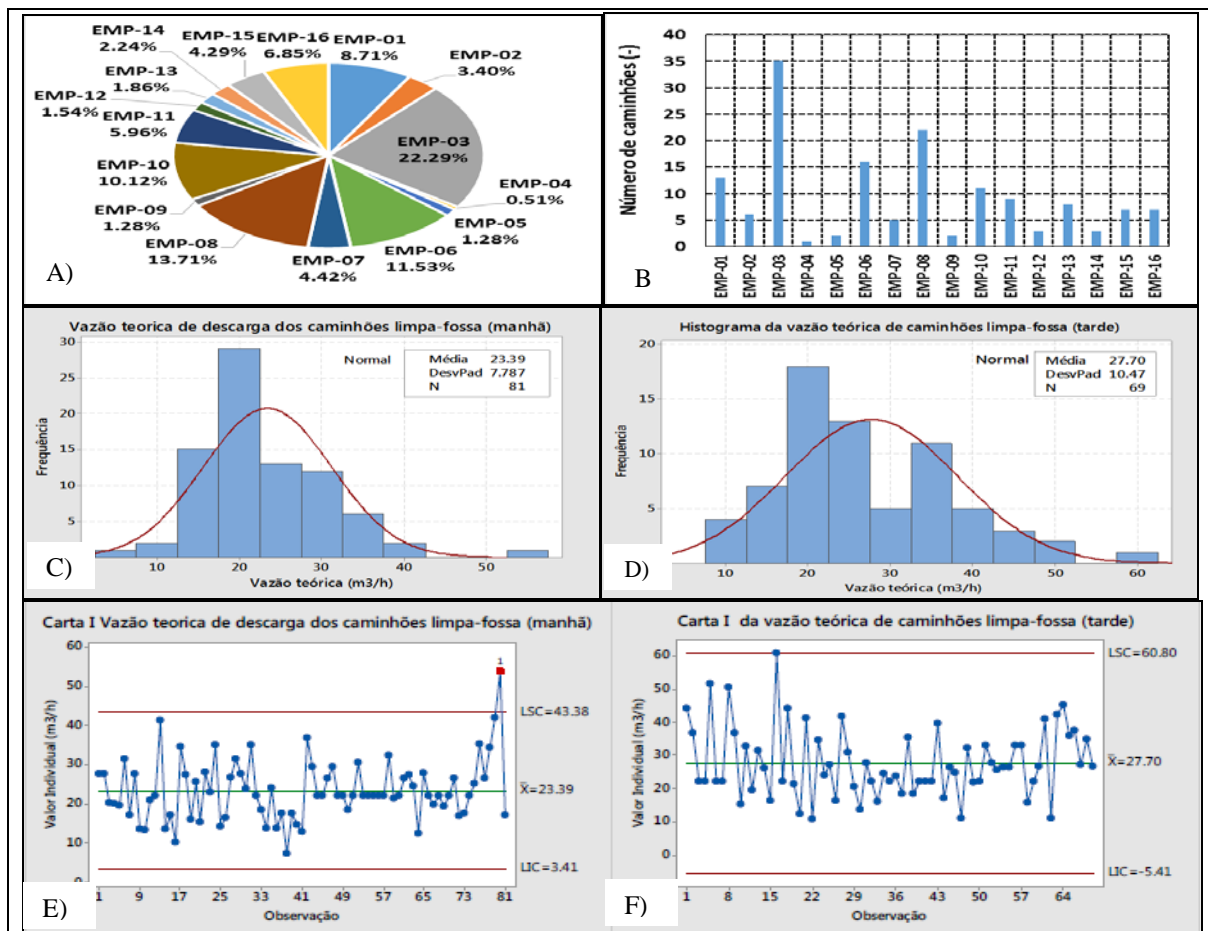 EMP-14
2.24%
EMP-15
4.29%
EMP-16
6.85%
EMP-01
8.71%
EMP-02
3.40%
EMP-13
1.86%
EMP-12
1.54%
EMP-11
5.96%
EMP-03
22.29%
EMP-10
10.12%
EMP-04
0.51%
EMP-09
1.28%
EMP-05
1.28%
EMP-08
13.71%
EMP-07
4.42%
EMP-06
11.53%
A)
Número de caminhões (-)
40
35
30
25
20
15
10
5
0
EMP-01
EMP-02
EMP-03
EMP-04
EMP-05
EMP-06
EMP-07
EMP-08
EMP-09
EMP-10
EMP-11
EMP-12
EMP-13
EMP-14
EMP-15
EMP-16
B
Vazão teorica de descarga dos caminhões limpa-fossa (manhã)
Normal
Média 23.39
DesvPad 7.787
N 81
Frequência
30
25
20
15
10
5
10 20 30 40 50
Vazão teórica (m3/h)
C)
Histograma da vazão teórica de caminhões limpa-fossa (tarde)
Normal
Média 27.70
DesvPad 10.47
N 69
Frequência
20
15
10
5
10 20 30 40 50 60
Vazão teórica (m3/h)
D)
Carta I Vazão teorica de descarga dos caminhões limpa-fossa (manhã)
Valor Individual (m3/h)
60
50
40
30
20
10
0
1
LSC=43.38
X̄=23.39
LIC=3.41
1 9 17 25 33 41 49 57 65 73 81
Observação
E)
Carta I da vazão teórica de caminhões limpa-fossa (tarde)
Valor Individual (m3/h)
60
50
40
30
20
10
0
LSC=60.80
X̄=27.70
LIC=-5.41
1 8 15 22 29 36 43 50 57 64
Observação
F)